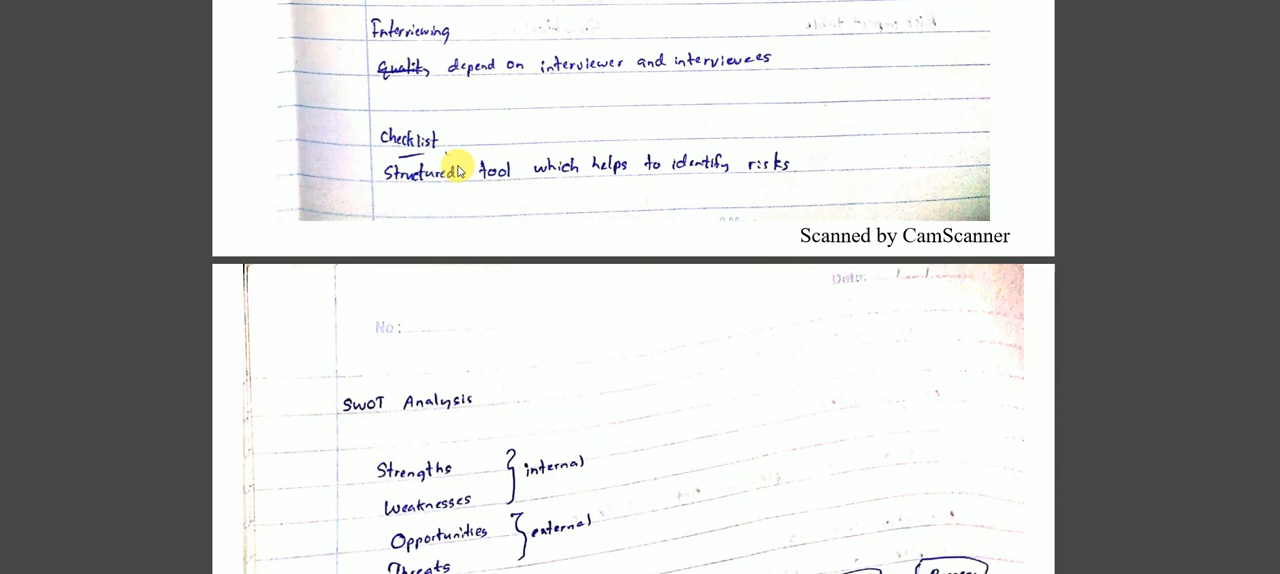 Interviewing
Quality depend on interviewer and interviewees
Checklist
Structured tool which helps to identify risks
Scanned by CamScanner
Date:
No:
SWOT Analysis
Strengths } internal
Weaknesses
Opportunities } external
Threats